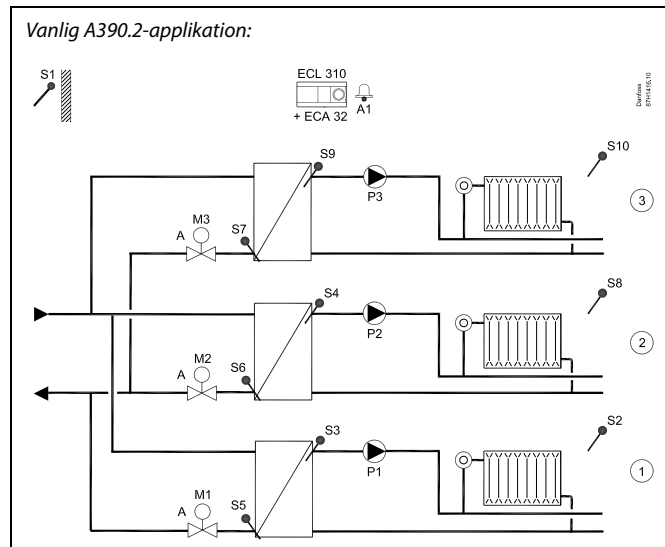 Vanlig A390.2-applikation:
S1
ECL 310
+ ECA 32
A1
Danfoss
87H1416.10
S9
S10
P3
3
M3
A
S7
S4
S8
P2
2
M2
A
S6
S3
S2
P1
1
M1
A
S5